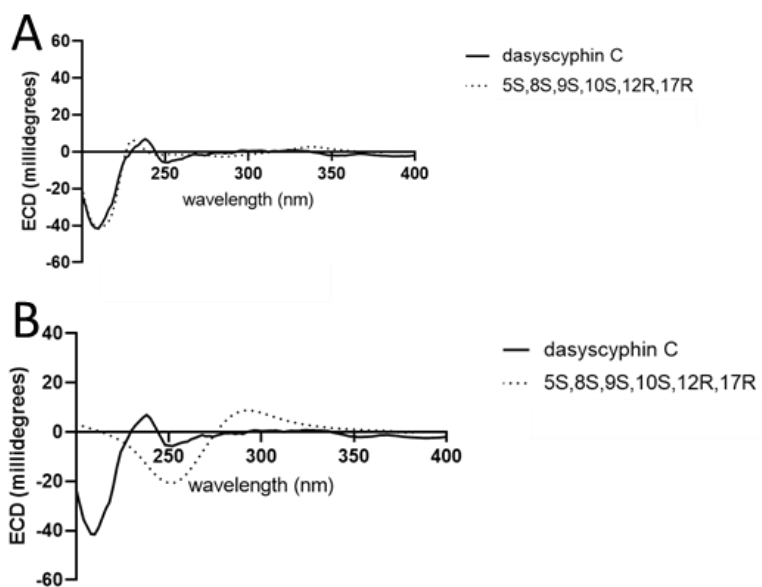 A
60
40
20
0
-20
-40
-60
ECD (millidegrees)
250
300
350
400
wavelength (nm)
dasyscyphin C
5S,8S,9S,10S,12R,17R
B
40
20
0
-20
-40
-60
ECD (millidegrees)
250
300
350
400
wavelength (nm)
dasyscyphin C
5S,8S,9S,10S,12R,17R